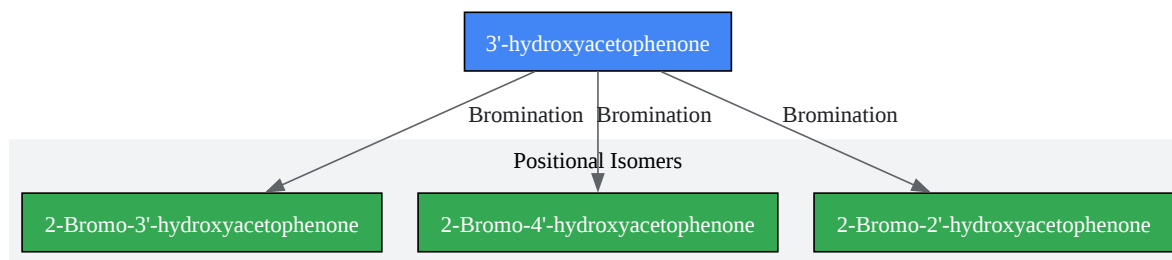 3'-hydroxyacetophenone
Bromination
Bromination
Bromination
Positional Isomers
2-Bromo-3'-hydroxyacetophenone
2-Bromo-4'-hydroxyacetophenone
2-Bromo-2'-hydroxyacetophenone